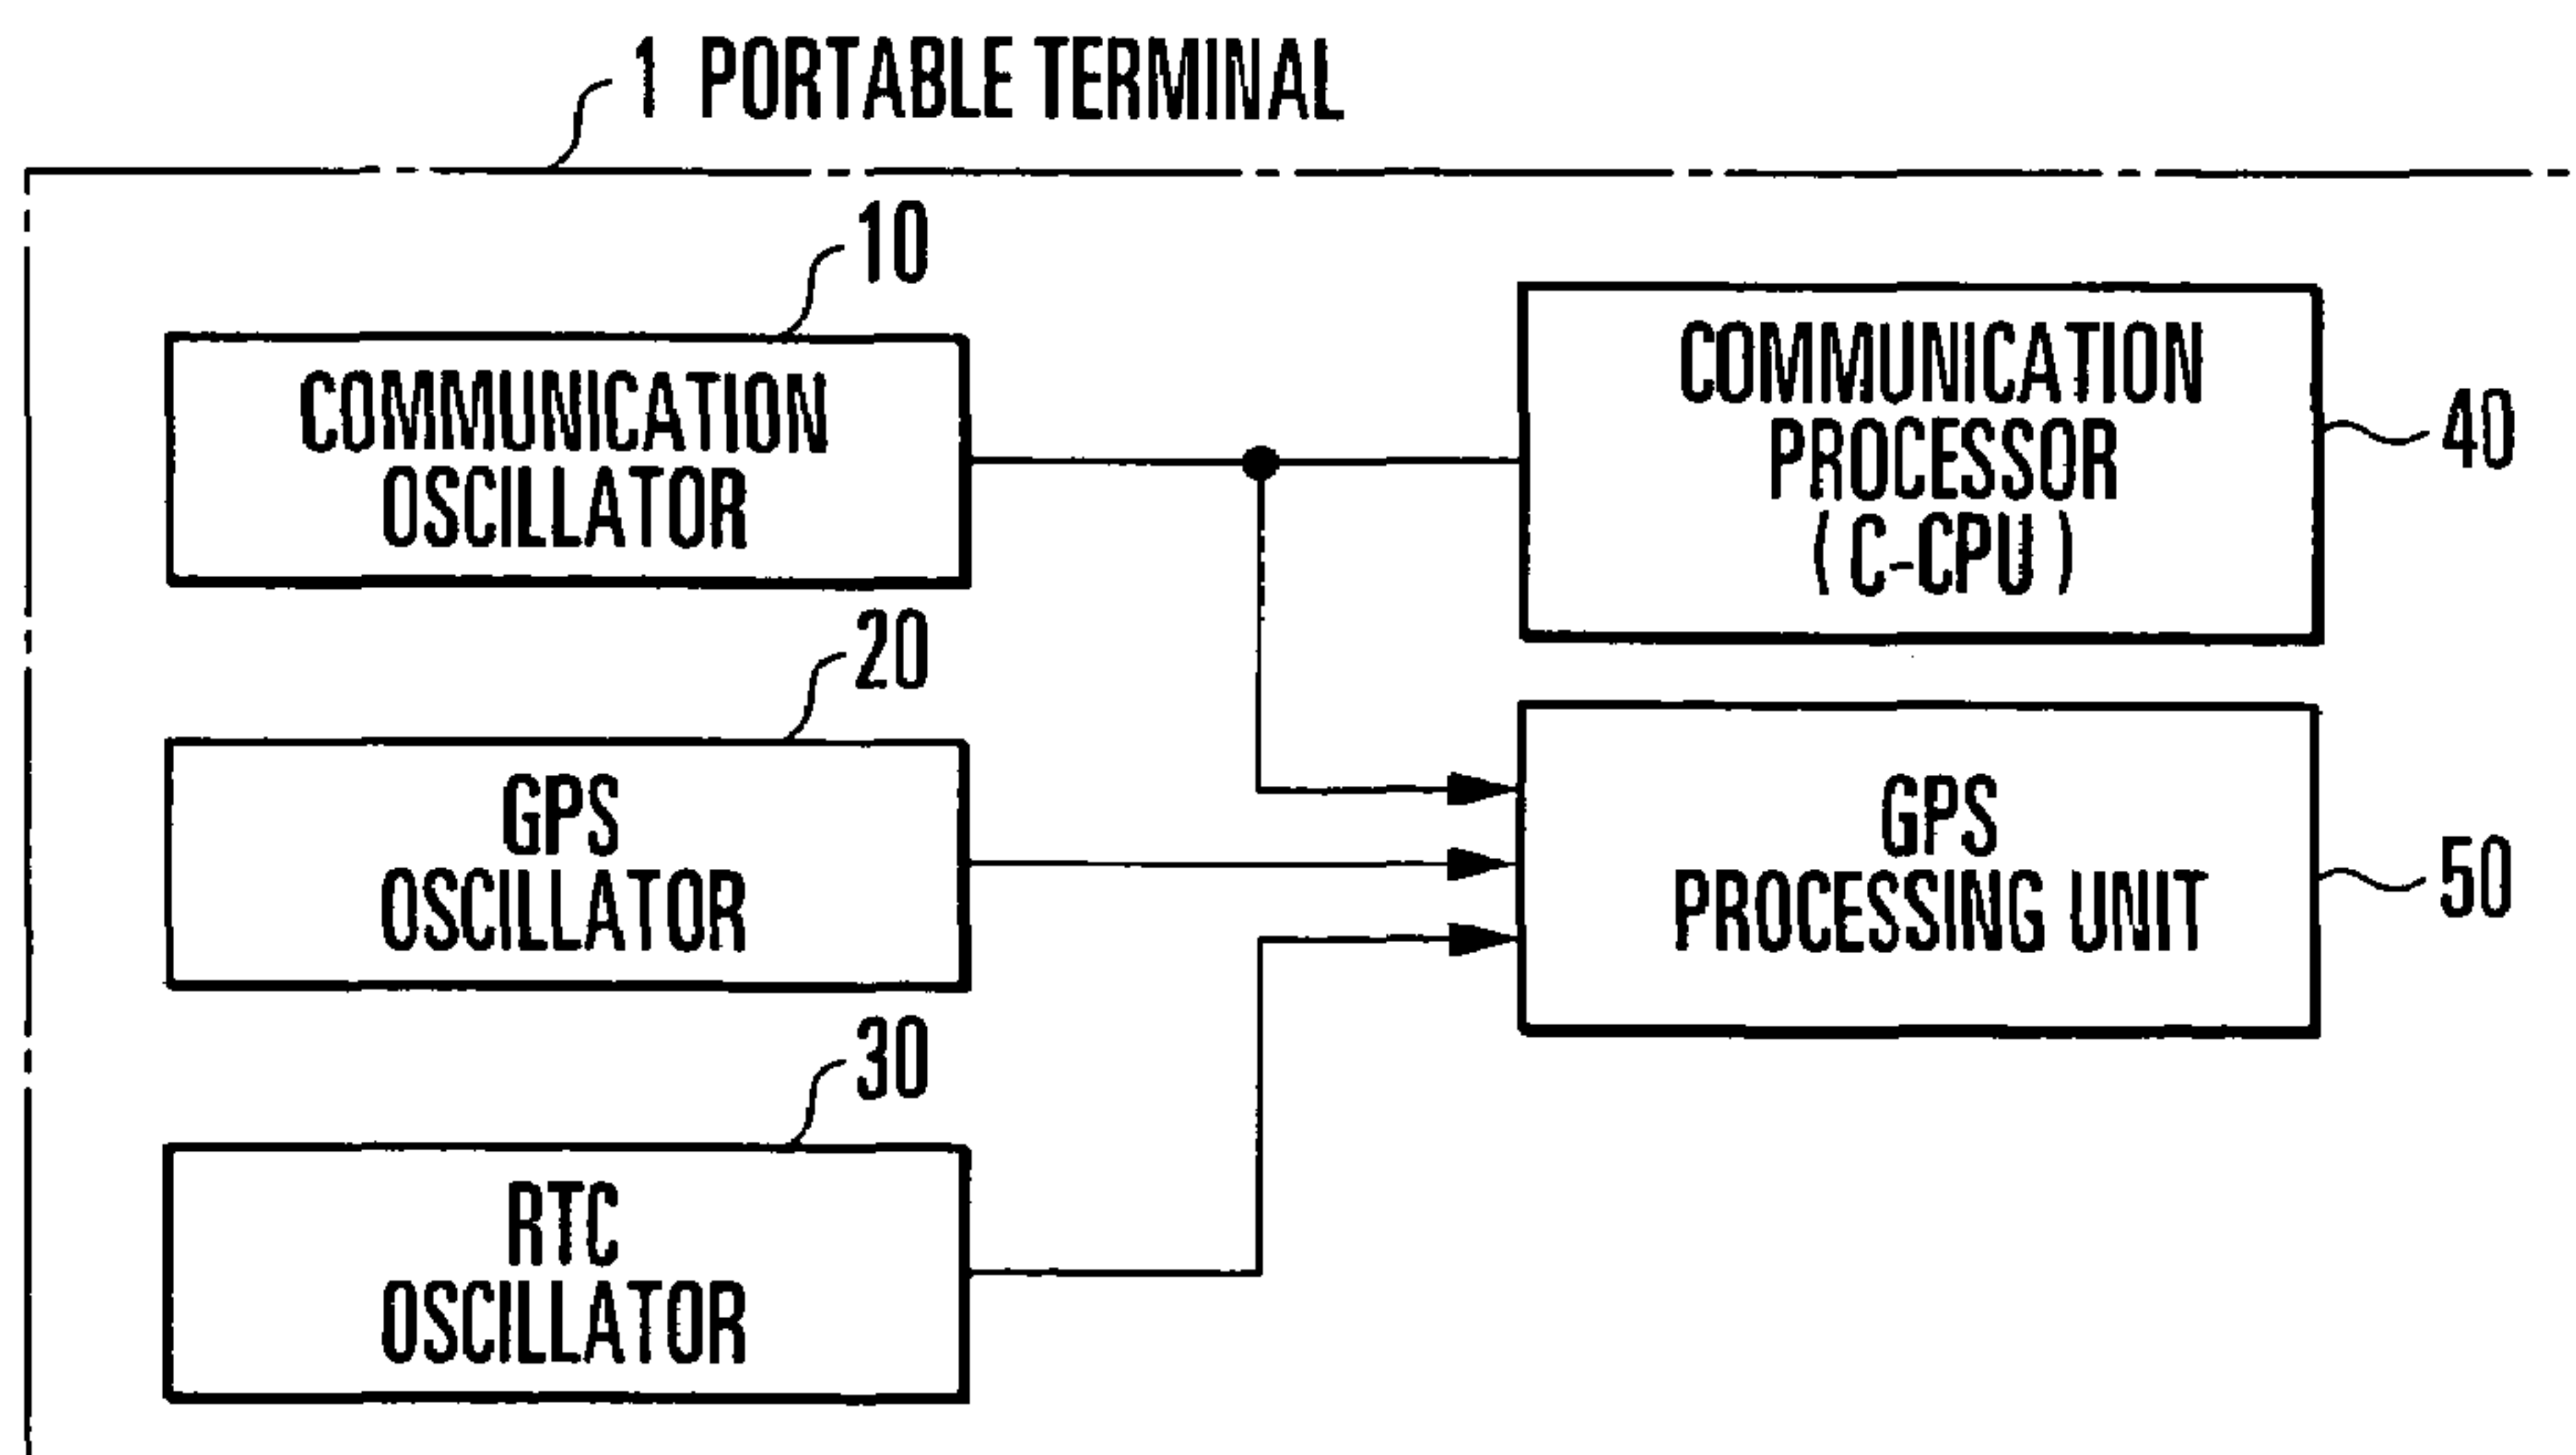 1 PORTABLE TERMINAL
10
COMMUNICATION
OSCILLATOR
COMMUNICATION
PROCESSOR
(C-CPU)
40
20
GPS
OSCILLATOR
GPS
PROCESSING UNIT
50
30
RTC
OSCILLATOR